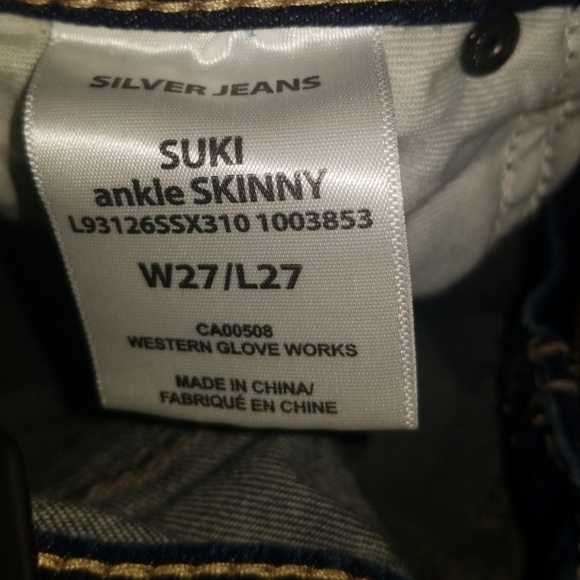 SILVER JEANS
SUKI
ankle SKINNY
L93126SSX310 1003853
W27/L27
CA00508
WESTERN GLOVE WORKS
MADE IN CHINA/
FABRIQUÉ EN CHINE